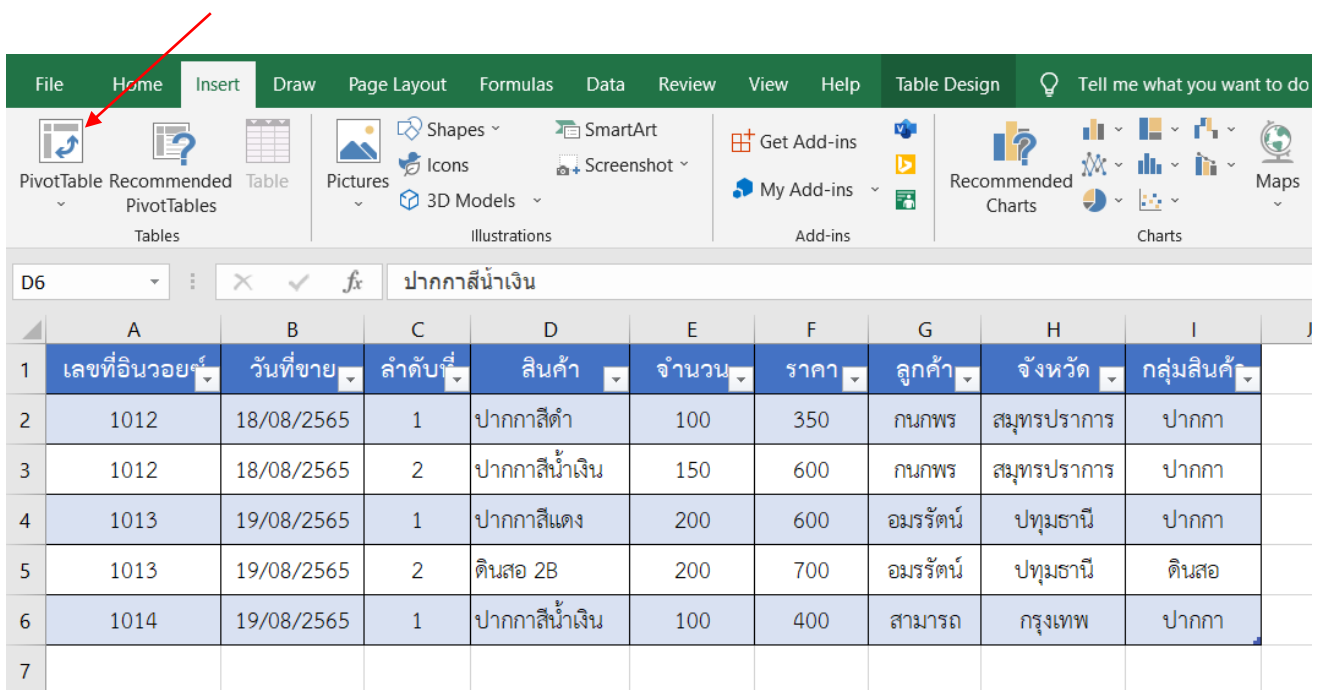 File Home Insert Draw Page Layout Formulas Data Review View Help Table Design Tell me what you want to do
PivotTable Recommended PivotTables Table
Tables
Pictures Shapes Icons 3D Models SmartArt Screenshot
Illustrations
Get Add-ins My Add-ins
Add-ins
Recommended Charts Maps
Charts
D6 fx ปากกาสีน้ำเงิน
A B C D E F G H I J
1 เลขที่อินวอยซ์ วันที่ขาย ลำดับที่ สินค้า จำนวน ราคา ลูกค้า จังหวัด กลุ่มสินค้า
2 1012 18/08/2565 1 ปากกาสีดำ 100 350 กนกพร สมุทรปราการ ปากกา
3 1012 18/08/2565 2 ปากกาสีน้ำเงิน 150 600 กนกพร สมุทรปราการ ปากกา
4 1013 19/08/2565 1 ปากกาสีแดง 200 600 อมรรัตน์ ปทุมธานี ปากกา
5 1013 19/08/2565 2 ดินสอ 2B 200 700 อมรรัตน์ ปทุมธานี ดินสอ
6 1014 19/08/2565 1 ปากกาสีน้ำเงิน 100 400 สามารถ กรุงเทพ ปากกา
7